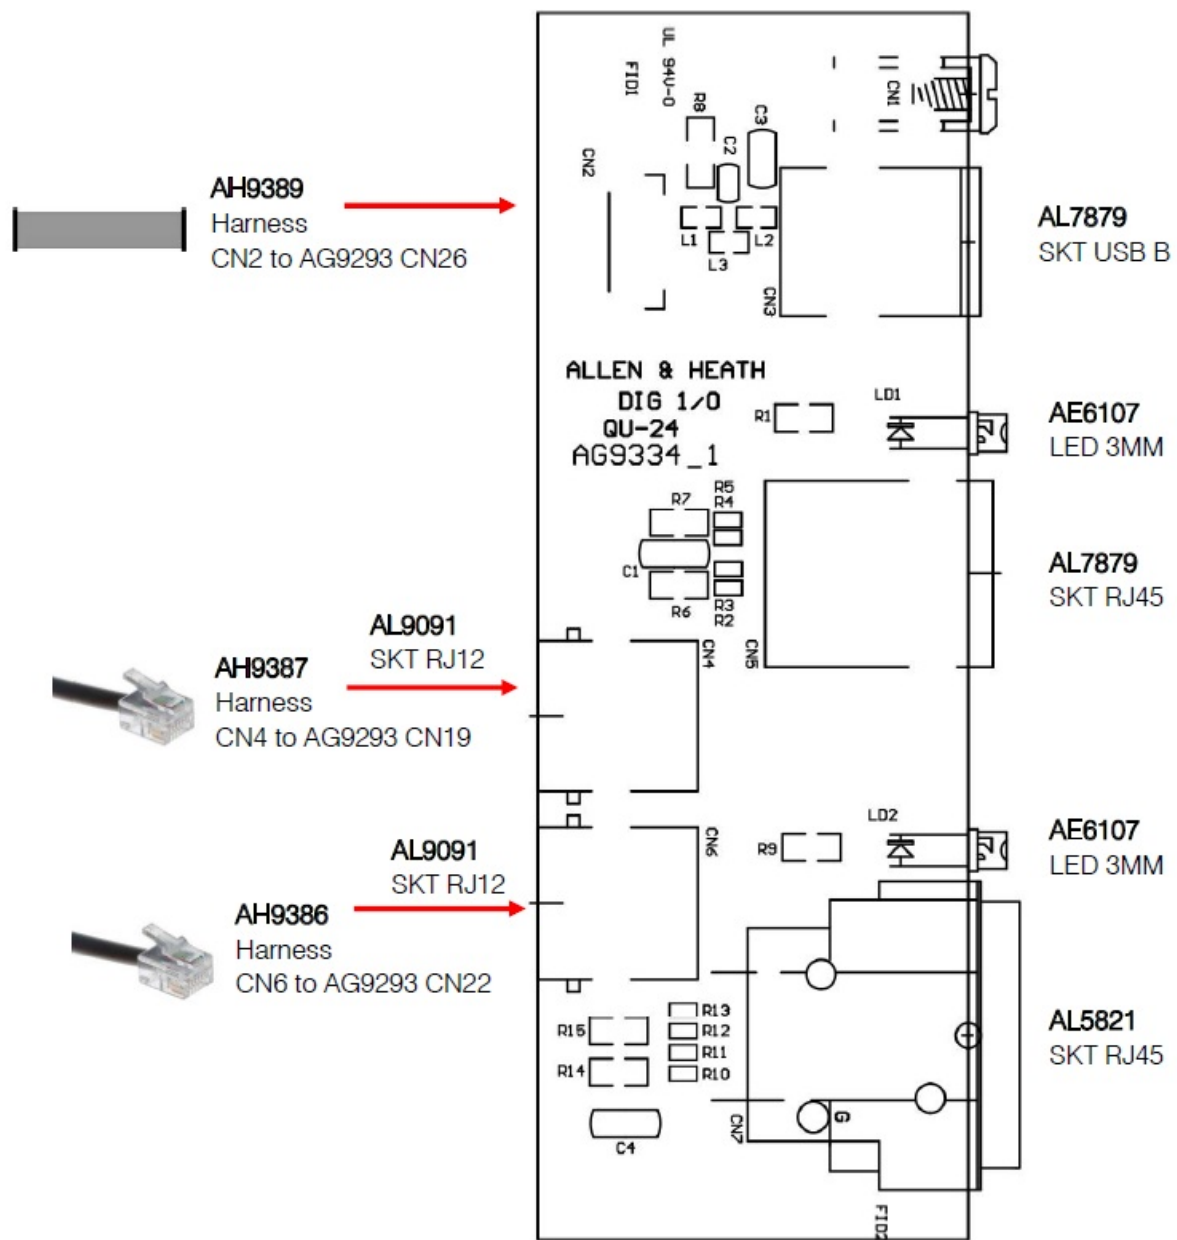 UL 94V-0
FID1
R8
C3
C2
CN1
CN2
L1
L2
L3
CN3
AH9389
Harness
CN2 to AG9293 CN26
AL7879
SKT USB B
ALLEN & HEATH
DIG 1/0
QU-24
AG9334_1
R1
LD1
AE6107
LED 3MM
R7
R5
R4
C1
R6
R3
R2
CN5
AL7879
SKT RJ45
AL9091
SKT RJ12
AH9387
Harness
CN4 to AG9293 CN19
CN4
AL9091
SKT RJ12
AH9386
Harness
CN6 to AG9293 CN22
CN6
R9
LD2
AE6107
LED 3MM
R15
R14
R13
R12
R11
R10
C4
CN7
G
AL5821
SKT RJ45
FID2